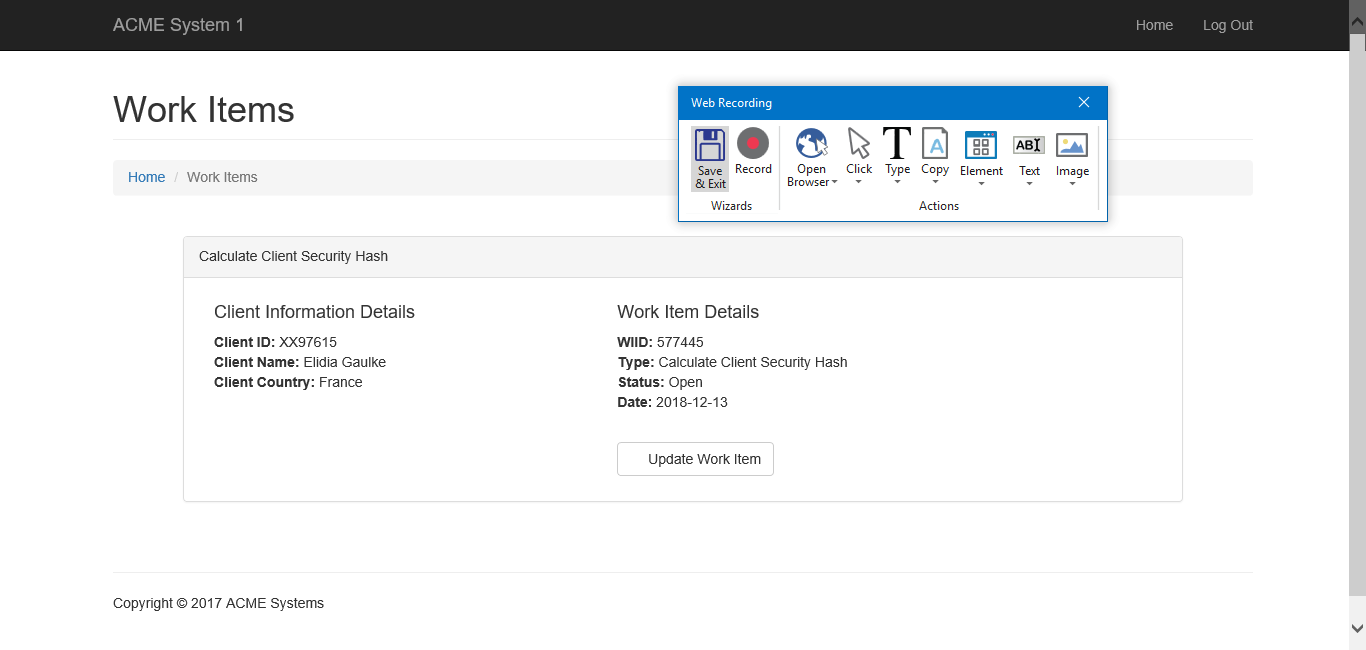 ACME System 1
Home
Log Out
Work Items
Home / Work Items
Web Recording
Save & Exit
Record
Open Browser
Click
Type
Copy
Element
ABI
Text
Image
Wizards
Actions
Calculate Client Security Hash
Client Information Details
Client ID: XX97615
Client Name: Elidia Gaulke
Client Country: France
Work Item Details
WIID: 577445
Type: Calculate Client Security Hash
Status: Open
Date: 2018-12-13
Update Work Item
Copyright © 2017 ACME Systems